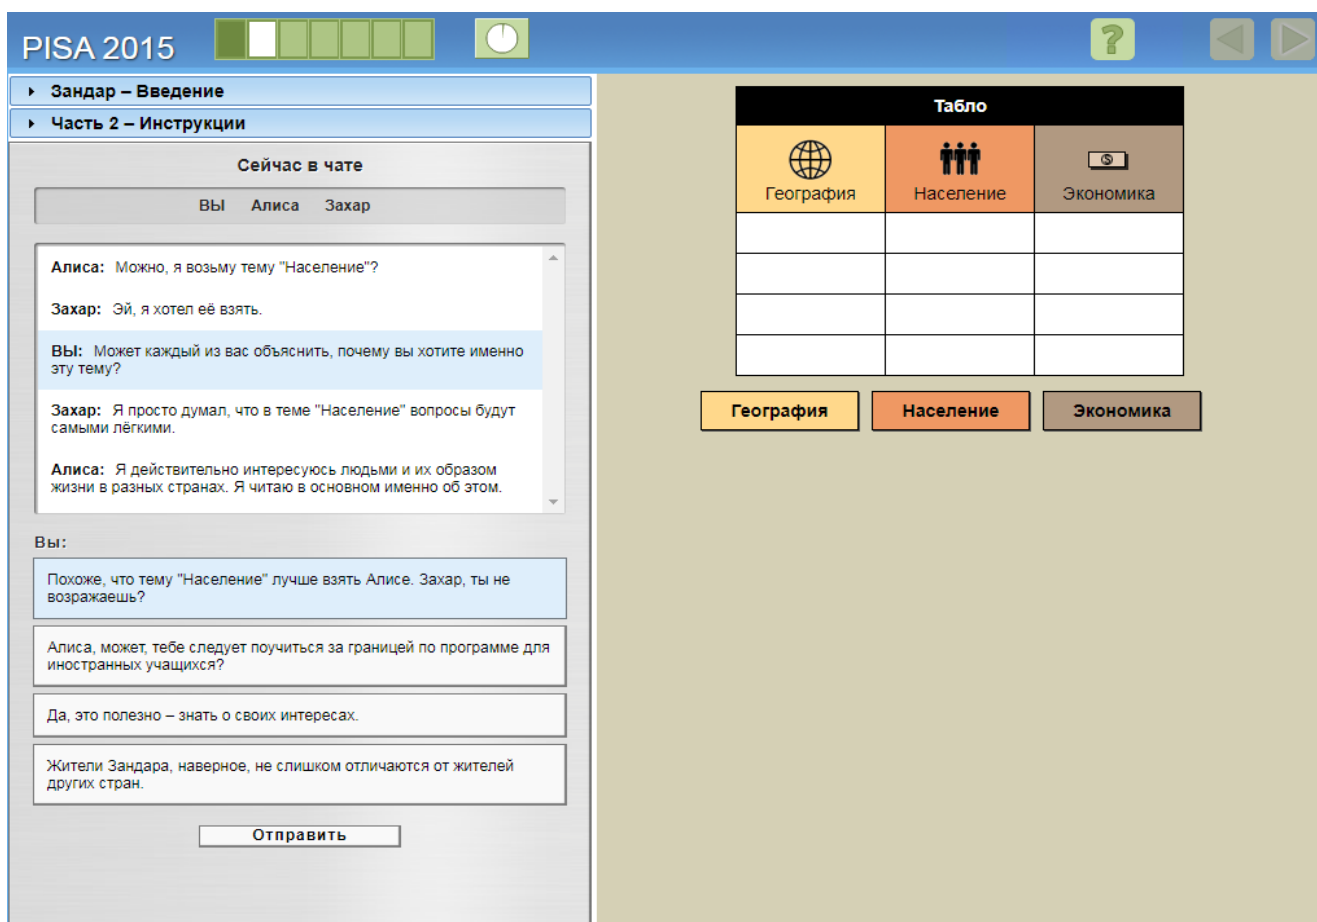 PISA 2015
?
Зандар – Введение
Часть 2 – Инструкции
Сейчас в чате
ВЫ Алиса Захар
Алиса: Можно, я возьму тему "Население"?
Захар: Эй, я хотел её взять.
ВЫ: Может каждый из вас объяснить, почему вы хотите именно
эту тему?
Захар: Я просто думал, что в теме "Население" вопросы будут
самыми лёгкими.
Алиса: Я действительно интересуюсь людьми и их образом
жизни в разных странах. Я читаю в основном именно об этом.
Вы:
Похоже, что тему "Население" лучше взять Алисе. Захар, ты не
возражаешь?
Алиса, может, тебе следует поучиться за границей по программе для
иностранных учащихся?
Да, это полезно – знать о своих интересах.
Жители Зандара, наверное, не слишком отличаются от жителей
других стран.
Отправить
Табло
$
География Население Экономика
География Население Экономика